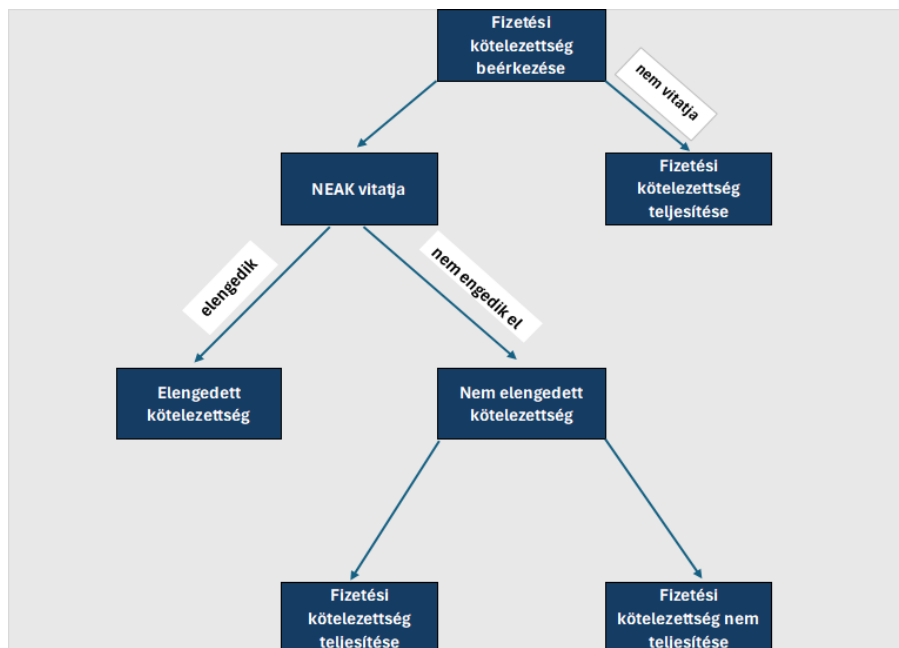 Fizetési
kötelezettség
beérkezése
nem vitatja
NEAK vitatja
Fizetési
kötelezettség
teljesítése
elengedik
nem engedik el
Elengedett
kötelezettség
Nem elengedett
kötelezettség
Fizetési
kötelezettség
teljesítése
Fizetési
kötelezettség nem
teljesítése